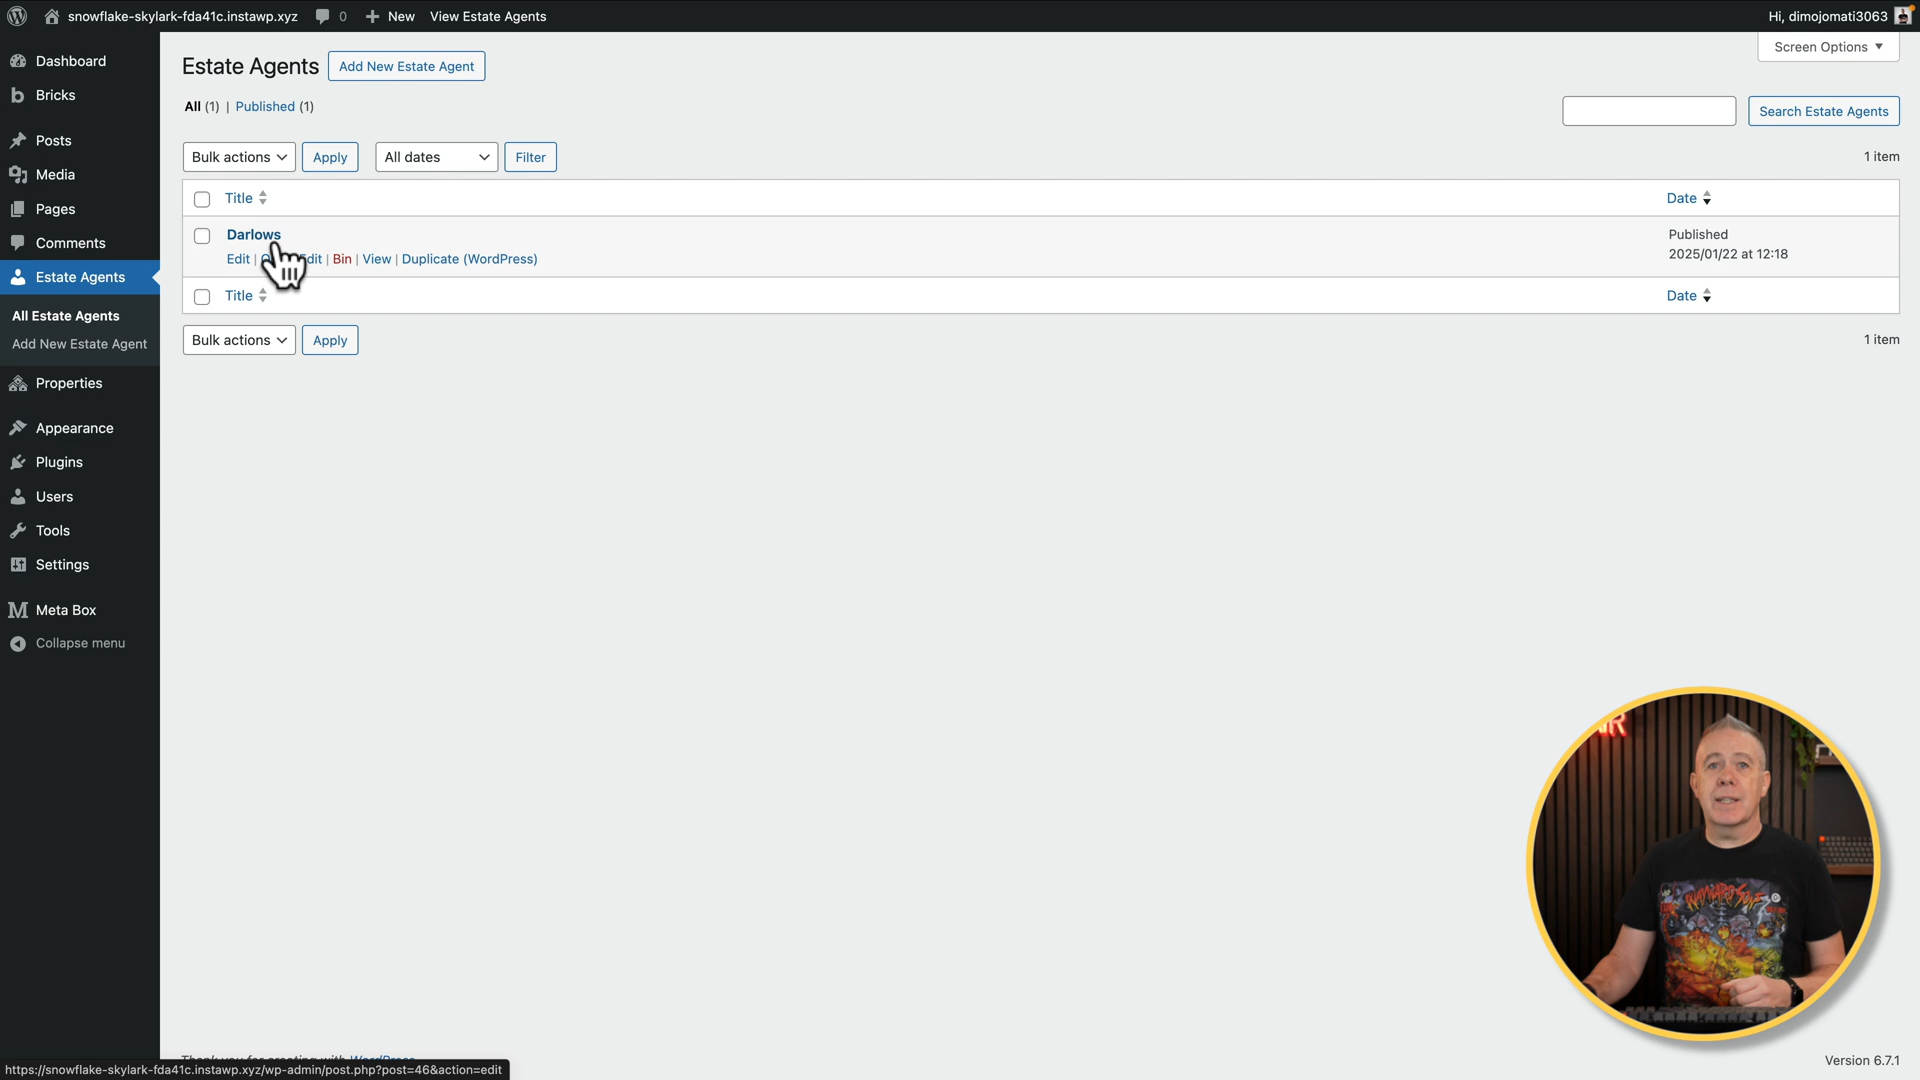 snowflake-skylark-fda41c.instawp.xyz 0 New View Estate Agents Hi, dimojomati3063
Screen Options
Dashboard
Bricks
Posts
Media
Pages
Comments
Estate Agents
All Estate Agents
Add New Estate Agent
Properties
Appearance
Plugins
Users
Tools
Settings
Meta Box
Collapse menu
Estate Agents Add New Estate Agent
All (1) | Published (1)
Search Estate Agents
Bulk actions Apply All dates Filter 1 item
Title Date
Darlows Published
Edit | | Bin | View | Duplicate (WordPress) 2025/01/22 at 12:18
Title Date
Bulk actions Apply 1 item
WAYWARD SONS
Thank you for creating with WordPress. Version 6.7.1
https://snowflake-skylark-fda41c.instawp.xyz/wp-admin/post.php?post=46&action=edit